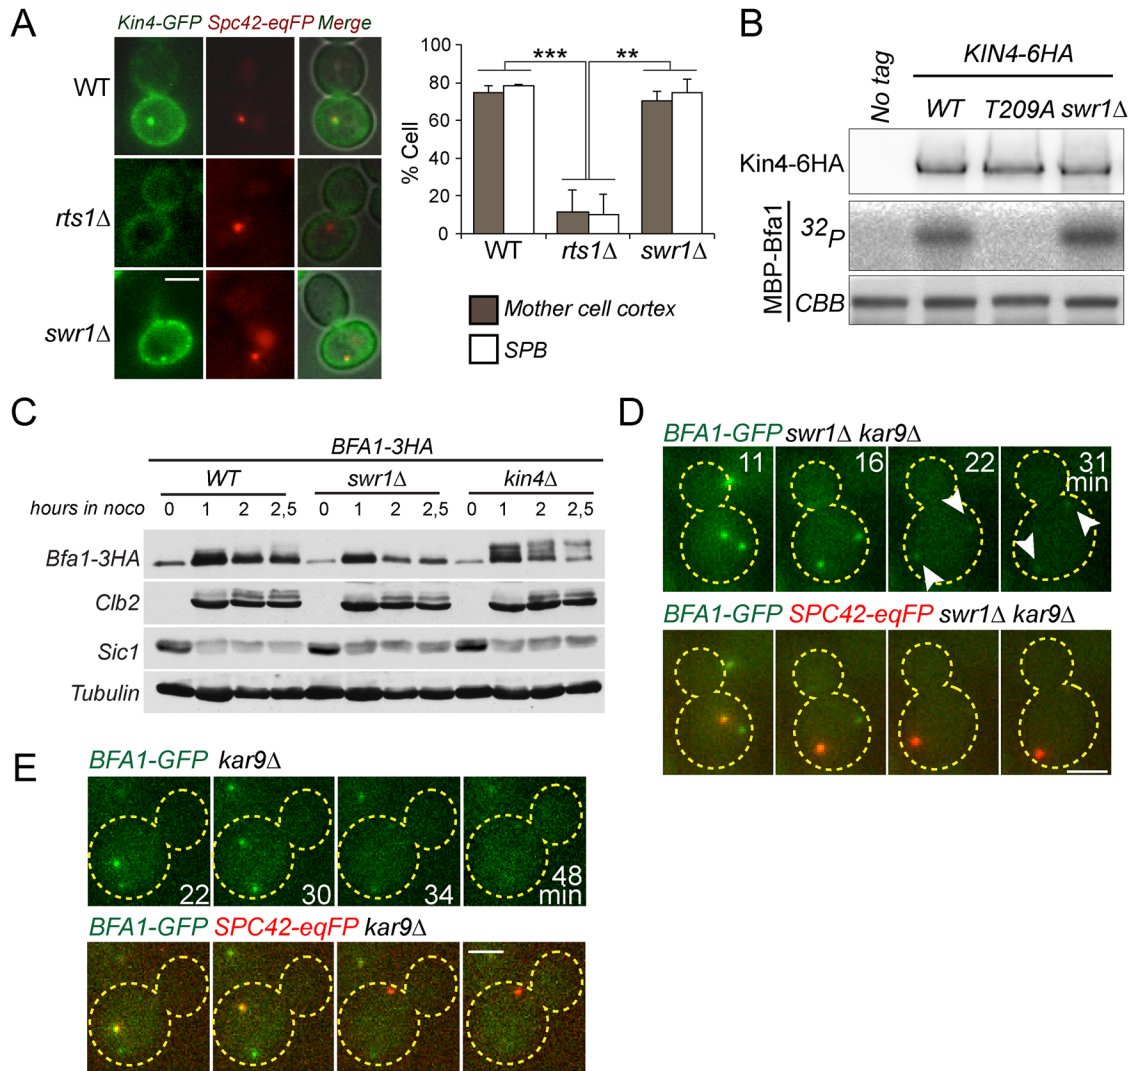 A
Kin4-GFP Spc42-eqFP Merge
WT
rts1Δ
swr1Δ
% Cell
100
80
60
40
20
0
***
**
WT
rts1Δ
swr1Δ
Mother cell cortex
SPB
B
No tag
KIN4-6HA
WT T209A swr1Δ
Kin4-6HA
MBP-Bfa1
32P
CBB
C
BFA1-3HA
WT swr1Δ kin4Δ
hours in noco 0 1 2 2,5 0 1 2 2,5 0 1 2 2,5
Bfa1-3HA
Clb2
Sic1
Tubulin
D
BFA1-GFP swr1Δ kar9Δ
11 16 22 31
min
BFA1-GFP SPC42-eqFP swr1Δ kar9Δ
E
BFA1-GFP kar9Δ
22 30 34 48
min
BFA1-GFP SPC42-eqFP kar9Δ